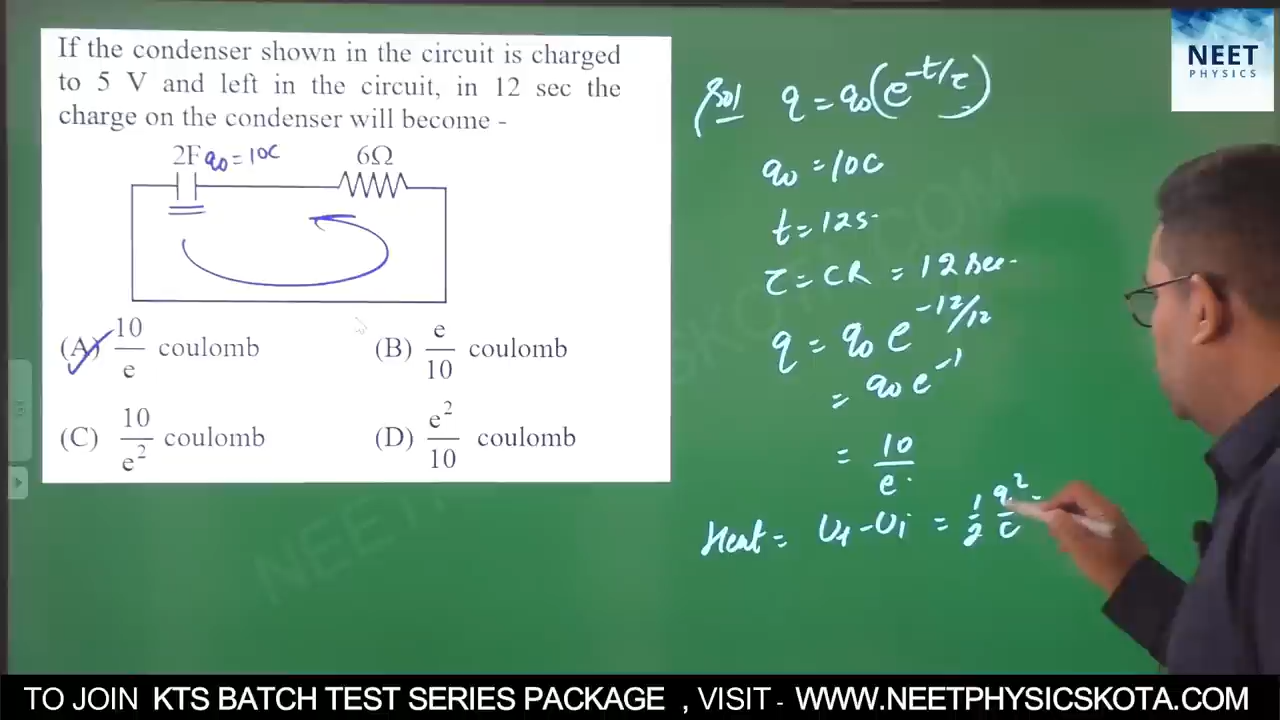 If the condenser shown in the circuit is charged
to 5 V and left in the circuit, in 12 sec the
charge on the condenser will become -
2F q₀ = 10C 6Ω
(A) 10/e coulomb
(B) e/10 coulomb
(C) 10/e² coulomb
(D) e²/10 coulomb
Sol q = q₀(e^-t/τ)
q₀ = 10C
t = 12s.
τ = CR = 12 sec.
q = q₀ e^-12/12
= q₀ e^-1
= 10/e.
Heat = Uf - Ui = 1/2 q²/c
NEET
PHYSICS
TO JOIN KTS BATCH TEST SERIES PACKAGE , VISIT - WWW.NEETPHYSICSKOTA.COM